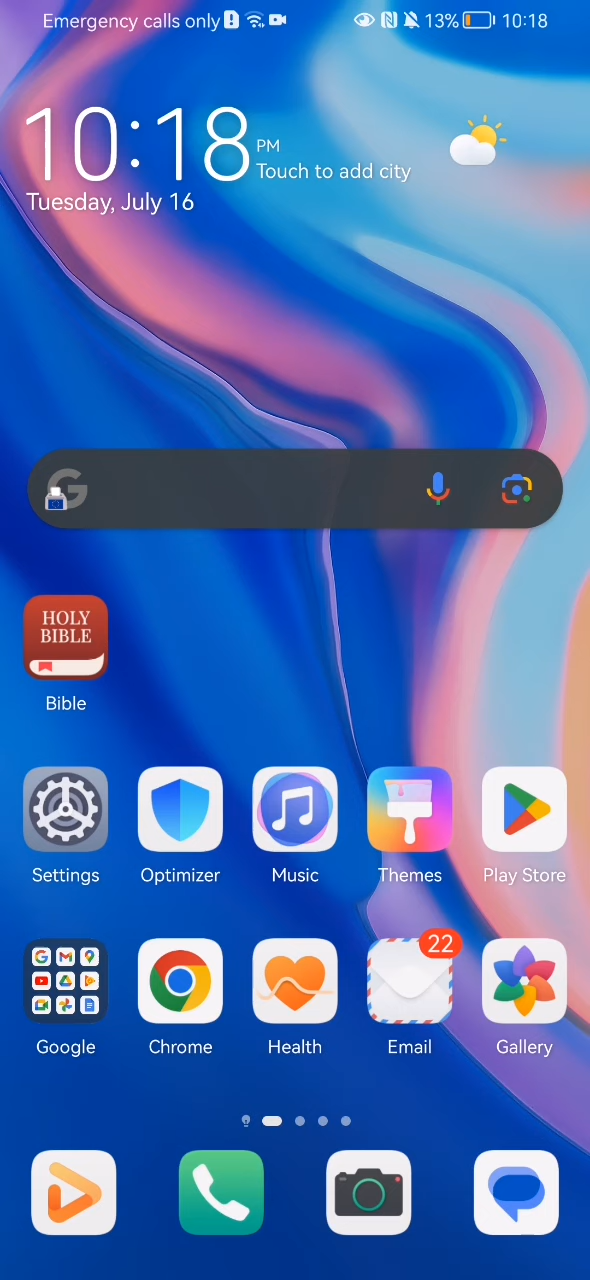 Emergency calls only 13% 10:18
10:18 PM
Touch to add city
Tuesday, July 16
HOLY
BIBLE
Bible
Settings Optimizer Music Themes Play Store
22
Google Chrome Health Email Gallery